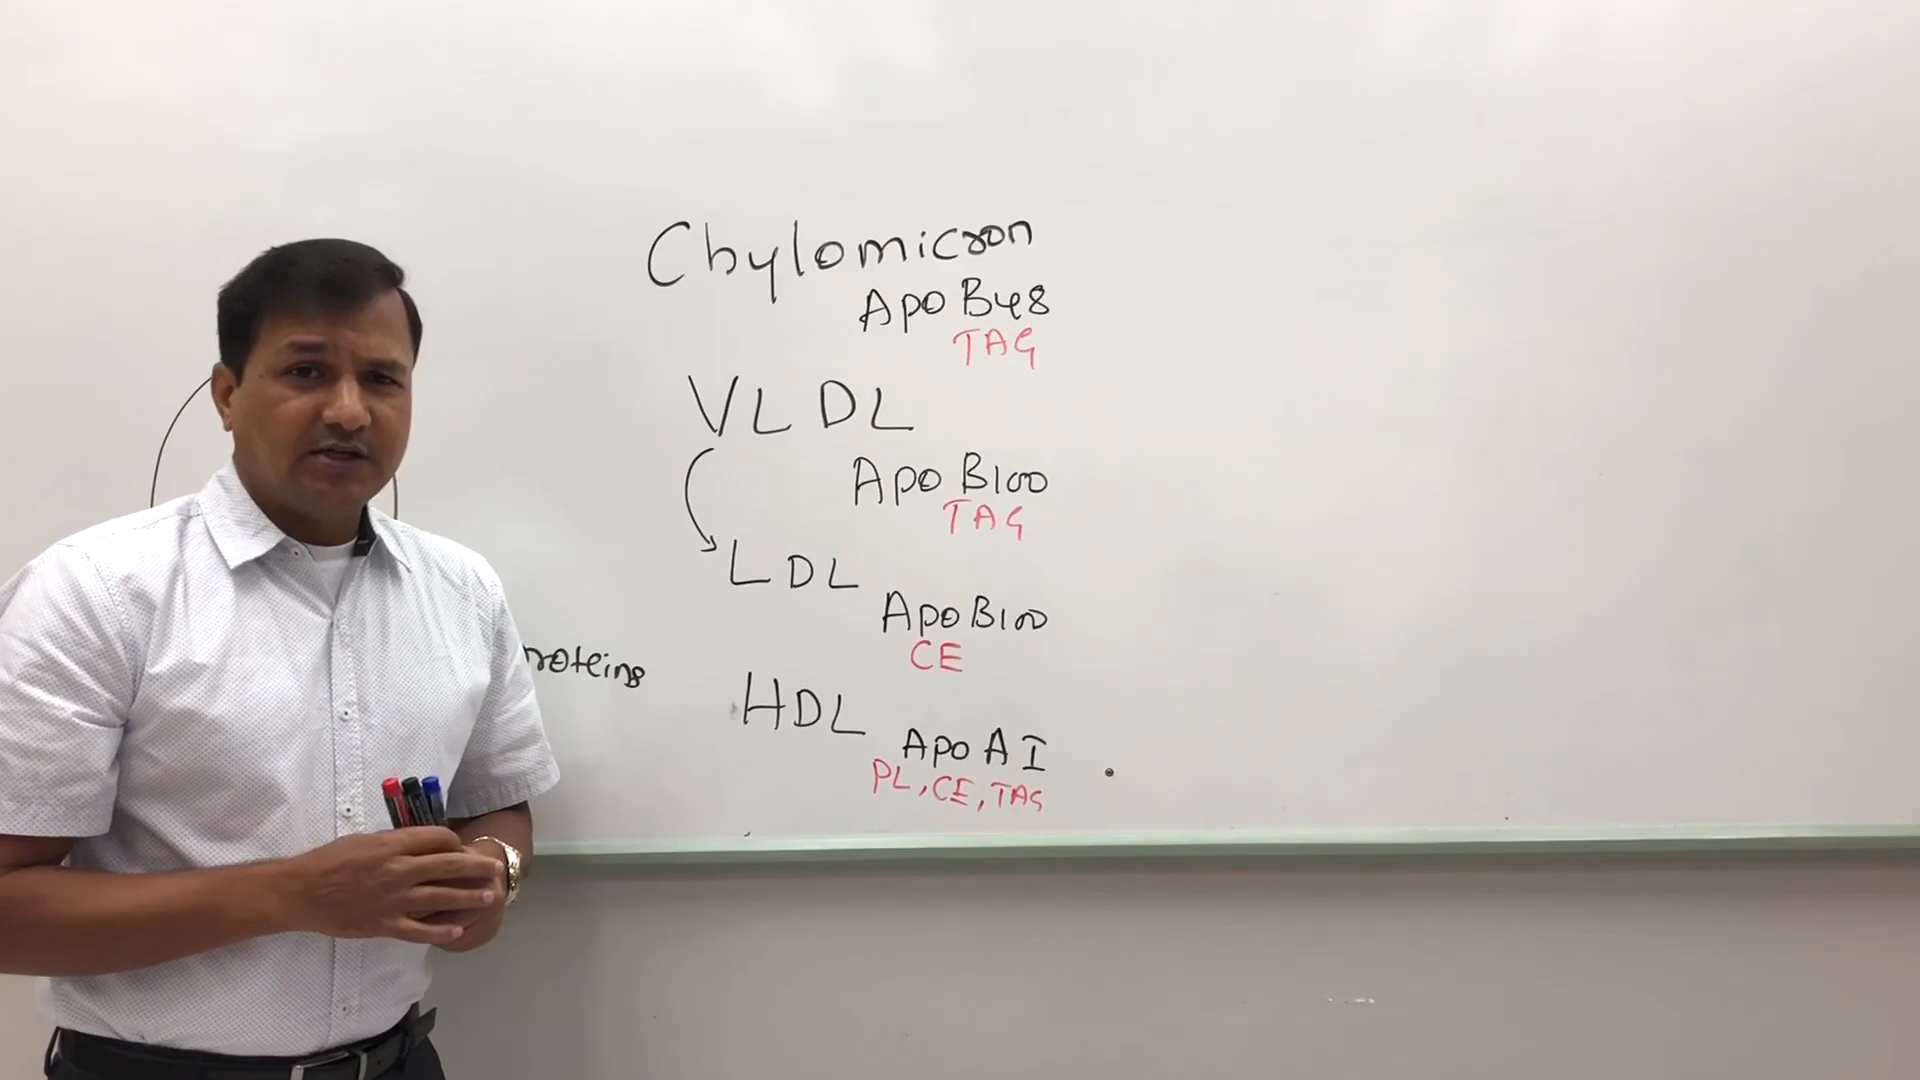 Chylomicron
Apo B48
TAG
VLDL
Apo B100
TAG
LDL
Apo B100
CE
roteins
HDL
Apo A I
PL, CE, TAG